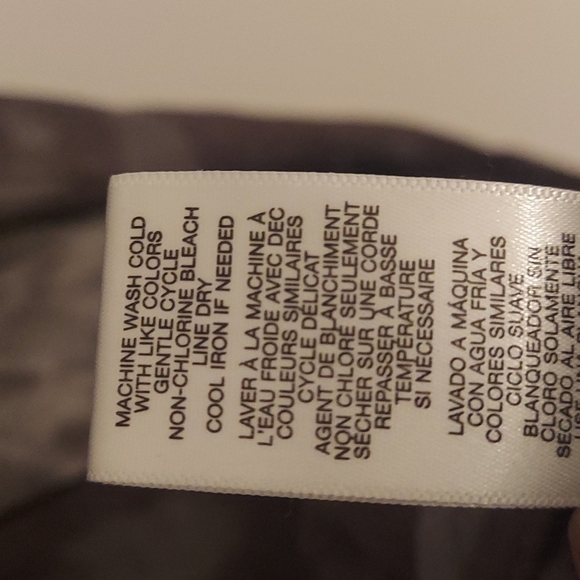 MACHINE WASH COLD
WITH LIKE COLORS
GENTLE CYCLE
NON-CHLORINE BLEACH
LINE DRY
COOL IRON IF NEEDED
LAVER À LA MACHINE À
L'EAU FROIDE AVEC DEC
COULEURS SIMILAIRES
CYCLE DÉLICAT
AGENT DE BLANCHIMENT
NON CHLORÉ SEULEMENT
SÉCHER SUR UNE CORDE
REPASSER À BASSE
TEMPÉRATURE
SI NÉCESSAIRE
LAVADO A MÁQUINA
CON AGUA FRIA Y
COLORES SIMILARES
CICLO SUAVE
BLANQUEADOR SIN
CLORO SOLAMENTE
SECADO AL AIRE LIBRE